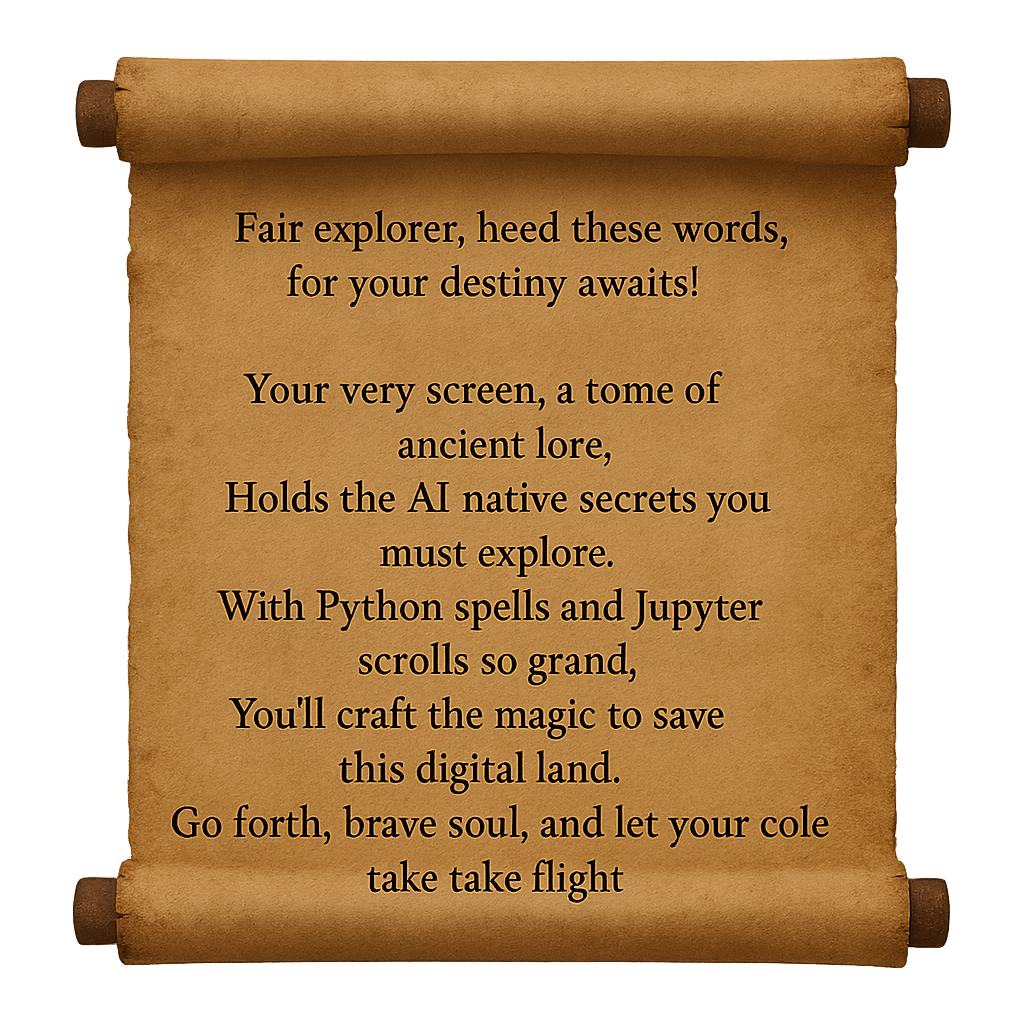 Fair explorer, heed these words,
for your destiny awaits!
Your very screen, a tome of
ancient lore,
Holds the AI native secrets you
must explore.
With Python spells and Jupyter
scrolls so grand,
You'll craft the magic to save
this digital land.
Go forth, brave soul, and let your cole
take take flight